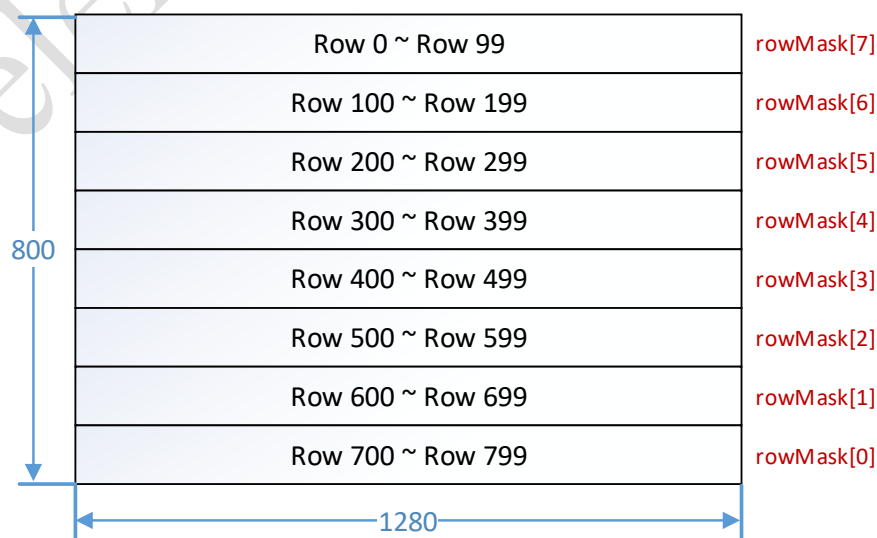 Row 0 ~ Row 99 rowMask[7]
Row 100 ~ Row 199 rowMask[6]
Row 200 ~ Row 299 rowMask[5]
Row 300 ~ Row 399 rowMask[4]
800
Row 400 ~ Row 499 rowMask[3]
Row 500 ~ Row 599 rowMask[2]
Row 600 ~ Row 699 rowMask[1]
Row 700 ~ Row 799 rowMask[0]
1280